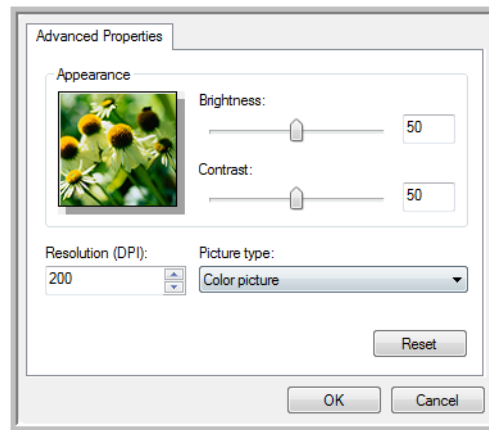 Advanced Properties
Appearance
Brightness:
50
Contrast:
50
Resolution (DPI):
Picture type:
200
Color picture
Reset
OK
Cancel